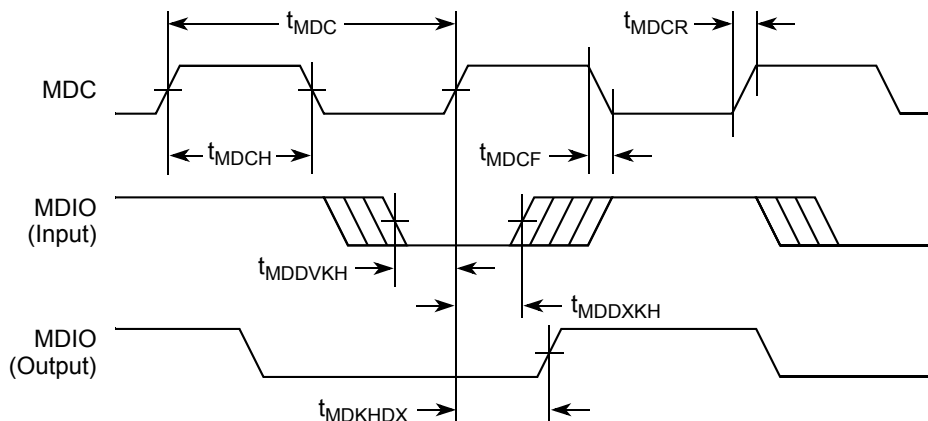 tMDC
tMDCR
MDC
tMDCH
tMDCF
MDIO
(Input)
tMDDVKH
tMDDXKH
MDIO
(Output)
tMDKHDX